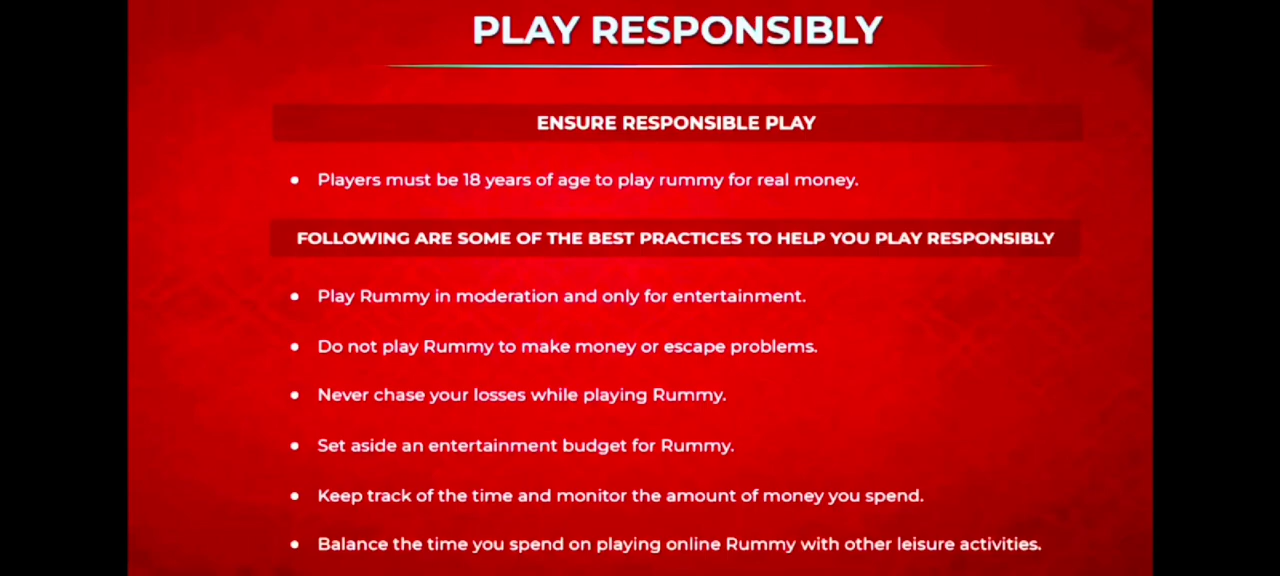 PLAY RESPONSIBLY
ENSURE RESPONSIBLE PLAY
• Players must be 18 years of age to play rummy for real money.
FOLLOWING ARE SOME OF THE BEST PRACTICES TO HELP YOU PLAY RESPONSIBLY
• Play Rummy in moderation and only for entertainment.
• Do not play Rummy to make money or escape problems.
• Never chase your losses while playing Rummy.
• Set aside an entertainment budget for Rummy.
• Keep track of the time and monitor the amount of money you spend.
• Balance the time you spend on playing online Rummy with other leisure activities.